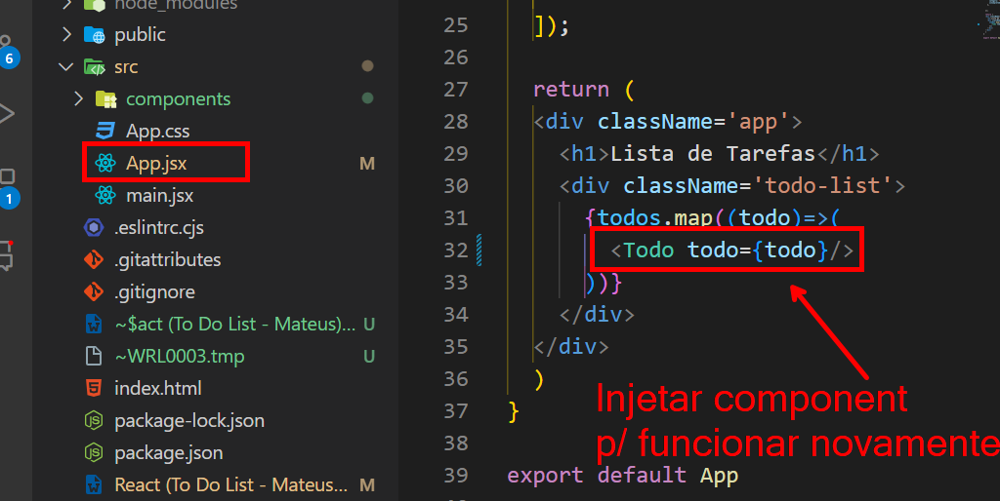 node_modules
public
src
components
App.css
App.jsx M
main.jsx
.eslintrc.cjs
.gitattributes
.gitignore
~$act (To Do List - Mateus)... U
~WRL0003.tmp U
index.html
package-lock.json
package.json
React (To Do List - Mateus... M
6
1
25 ]);
26
27 return (
28 <div className='app'>
29 <h1>Lista de Tarefas</h1>
30 <div className='todo-list'>
31 {todos.map((todo)=>(
32 <Todo todo={todo}/>
33 ))}
34 </div>
35 </div>
36 )
37 }
38
39 export default App
Injetar component
p/ funcionar novamente